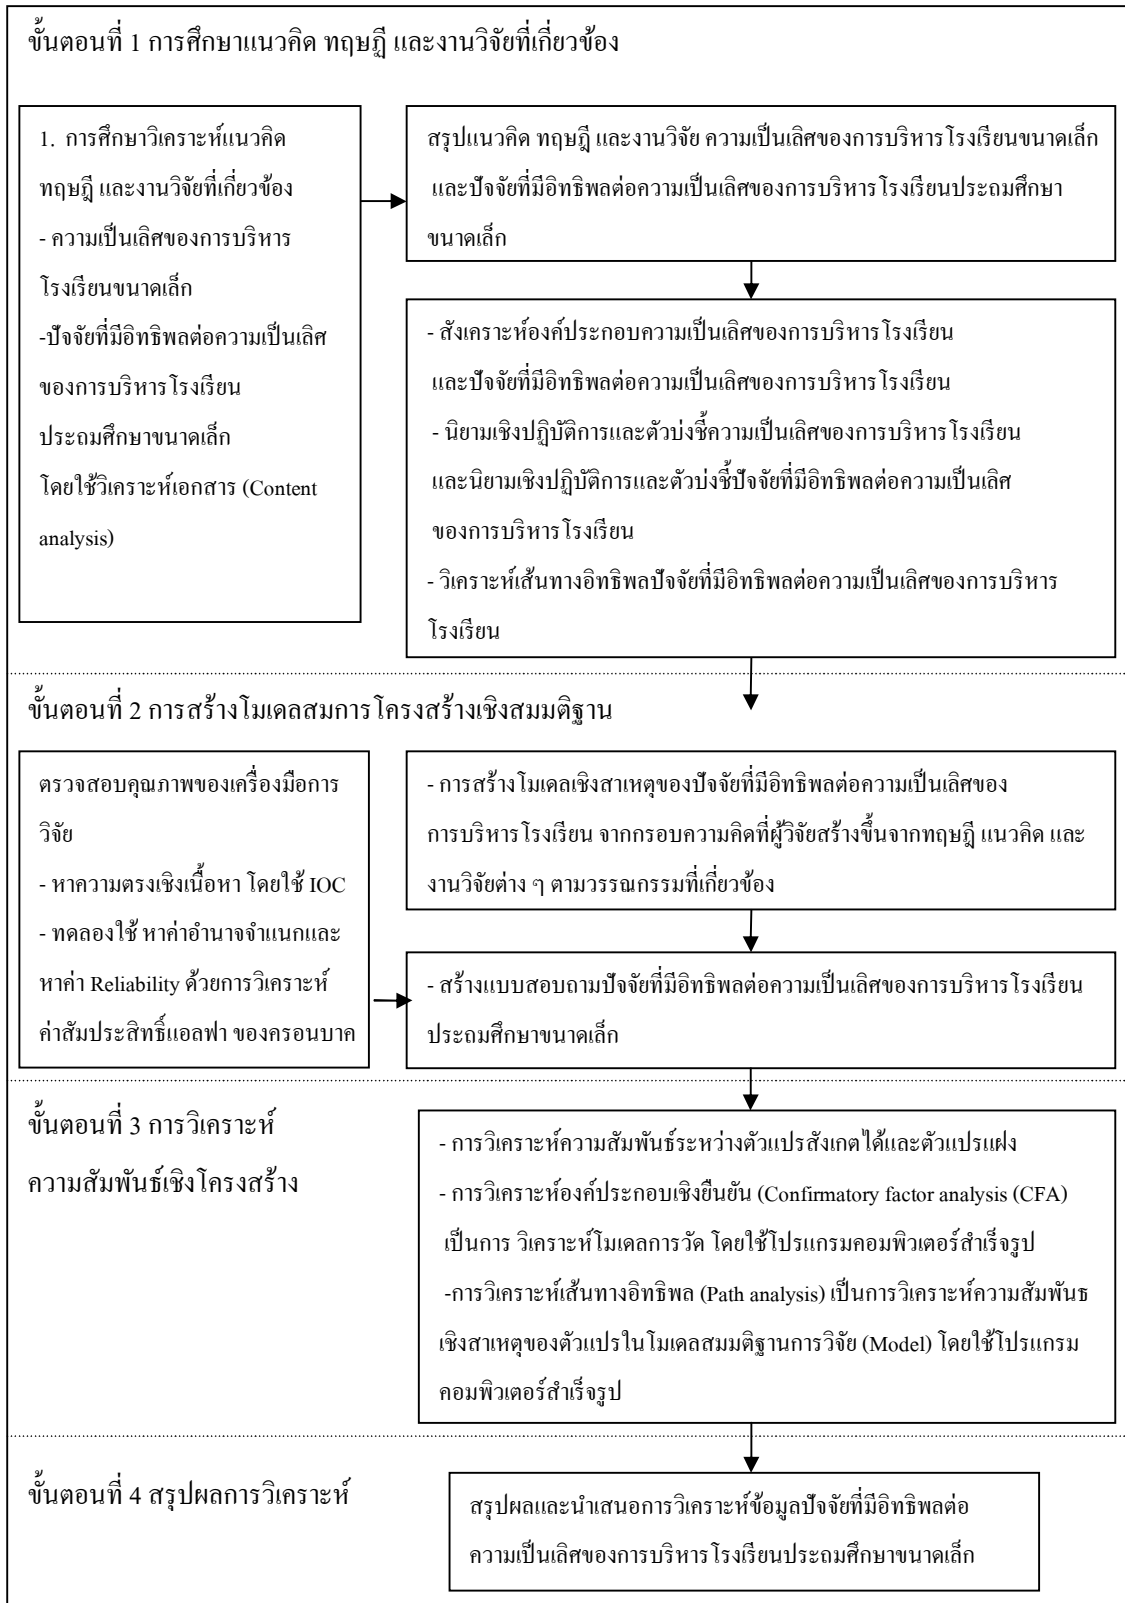 ขั้นตอนที่ 1 การศึกษาแนวคิด ทฤษฏี และงานวิจัยที่เกี่ยวข้อง
1. การศึกษาวิเคราะห์แนวคิด
ทฤษฎี และงานวิจัยที่เกี่ยวข้อง
- ความเป็นเลิศของการบริหาร
โรงเรียนขนาดเล็ก
-ปัจจัยที่มีอิทธิพลต่อความเป็นเลิศ
ของการบริหารโรงเรียน
ประถมศึกษาขนาดเล็ก
โดยใช้วิเคราะห์เอกสาร (Content
analysis)
สรุปแนวคิด ทฤษฎี และงานวิจัย ความเป็นเลิศของการบริหารโรงเรียนขนาดเล็ก
และปัจจัยที่มีอิทธิพลต่อความเป็นเลิศของการบริหารโรงเรียนประถมศึกษา
ขนาดเล็ก
- สังเคราะห์องค์ประกอบความเป็นเลิศของการบริหารโรงเรียน
และปัจจัยที่มีอิทธิพลต่อความเป็นเลิศของการบริหารโรงเรียน
- นิยามเชิงปฏิบัติการและตัวบ่งชี้ความเป็นเลิศของการบริหารโรงเรียน
และนิยามเชิงปฏิบัติการและตัวบ่งชี้ปัจจัยที่มีอิทธิพลต่อความเป็นเลิศ
ของการบริหารโรงเรียน
- วิเคราะห์เส้นทางอิทธิพลปัจจัยที่มีอิทธิพลต่อความเป็นเลิศของการบริหาร
โรงเรียน
ขั้นตอนที่ 2 การสร้างโมเดลสมการโครงสร้างเชิงสมมติฐาน
ตรวจสอบคุณภาพของเครื่องมือการ
วิจัย
- หาความตรงเชิงเนื้อหา โดยใช้ IOC
- ทดลองใช้ หาค่าอำนาจจำแนกและ
หาค่า Reliability ด้วยการวิเคราะห์
ค่าสัมประสิทธิ์แอลฟา ของครอนบาค
- การสร้างโมเดลเชิงสาเหตุของปัจจัยที่มีอิทธิพลต่อความเป็นเลิศของ
การบริหารโรงเรียน จากกรอบความคิดที่ผู้วิจัยสร้างขึ้นจากทฤษฎี แนวคิด และ
งานวิจัยต่าง ๆ ตามวรรณกรรมที่เกี่ยวข้อง
- สร้างแบบสอบถามปัจจัยที่มีอิทธิพลต่อความเป็นเลิศของการบริหารโรงเรียน
ประถมศึกษาขนาดเล็ก
ขั้นตอนที่ 3 การวิเคราะห์
ความสัมพันธ์เชิงโครงสร้าง
- การวิเคราะห์ความสัมพันธ์ระหว่างตัวแปรสังเกตได้และตัวแปรแฝง
- การวิเคราะห์องค์ประกอบเชิงยืนยัน (Confirmatory factor analysis (CFA)
เป็นการ วิเคราะห์โมเดลการวัด โดยใช้โปรแกรมคอมพิวเตอร์สำเร็จรูป
-การวิเคราะห์เส้นทางอิทธิพล (Path analysis) เป็นการวิเคราะห์ความสัมพันธ
เชิงสาเหตุของตัวแปรในโมเดลสมมติฐานการวิจัย (Model) โดยใช้โปรแกรม
คอมพิวเตอร์สำเร็จรูป
ขั้นตอนที่ 4 สรุปผลการวิเคราะห์
สรุปผลและนำเสนอการวิเคราะห์ข้อมูลปัจจัยที่มีอิทธิพลต่อ
ความเป็นเลิศของการบริหารโรงเรียนประถมศึกษาขนาดเล็ก